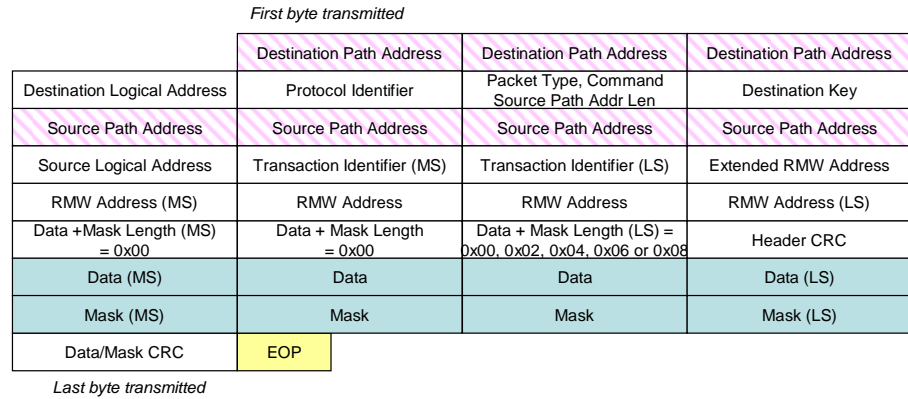 First byte transmitted
Destination Path Address
Destination Path Address
Destination Path Address
Destination Logical Address
Protocol Identifier
Packet Type, Command
Source Path Addr Len
Destination Key
Source Path Address
Source Path Address
Source Path Address
Source Path Address
Source Logical Address
Transaction Identifier (MS)
Transaction Identifier (LS)
Extended RMW Address
RMW Address (MS)
RMW Address
RMW Address
RMW Address (LS)
Data +Mask Length (MS)
= 0x00
Data + Mask Length
= 0x00
Data + Mask Length (LS) =
0x00, 0x02, 0x04, 0x06 or 0x08
Header CRC
Data (MS)
Data
Data
Data (LS)
Mask (MS)
Mask
Mask
Mask (LS)
Data/Mask CRC
EOP
Last byte transmitted